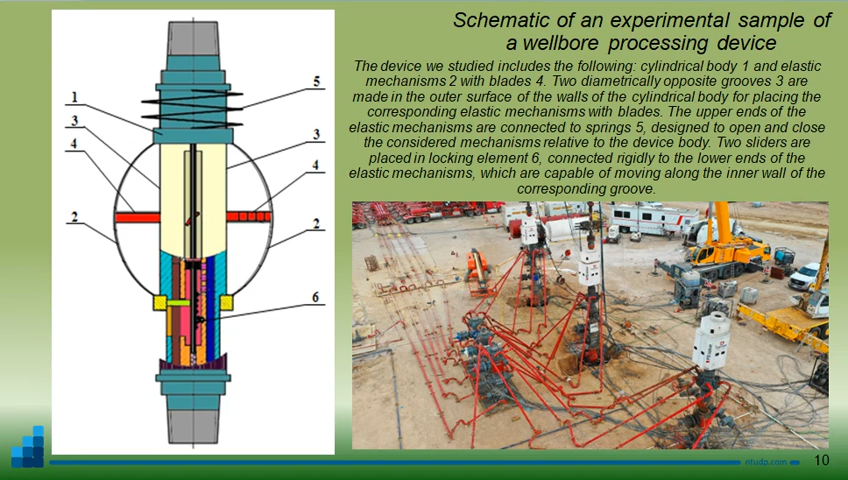 Schematic of an experimental sample of
a wellbore processing device
The device we studied includes the following: cylindrical body 1 and elastic
mechanisms 2 with blades 4. Two diametrically opposite grooves 3 are
made in the outer surface of the walls of the cylindrical body for placing the
corresponding elastic mechanisms with blades. The upper ends of the
elastic mechanisms are connected to springs 5, designed to open and close
the considered mechanisms relative to the device body. Two sliders are
placed in locking element 6, connected rigidly to the lower ends of the
elastic mechanisms, which are capable of moving along the inner wall of the
corresponding groove.
1
3
4
2
5
3
4
2
6
ntudp.com
10